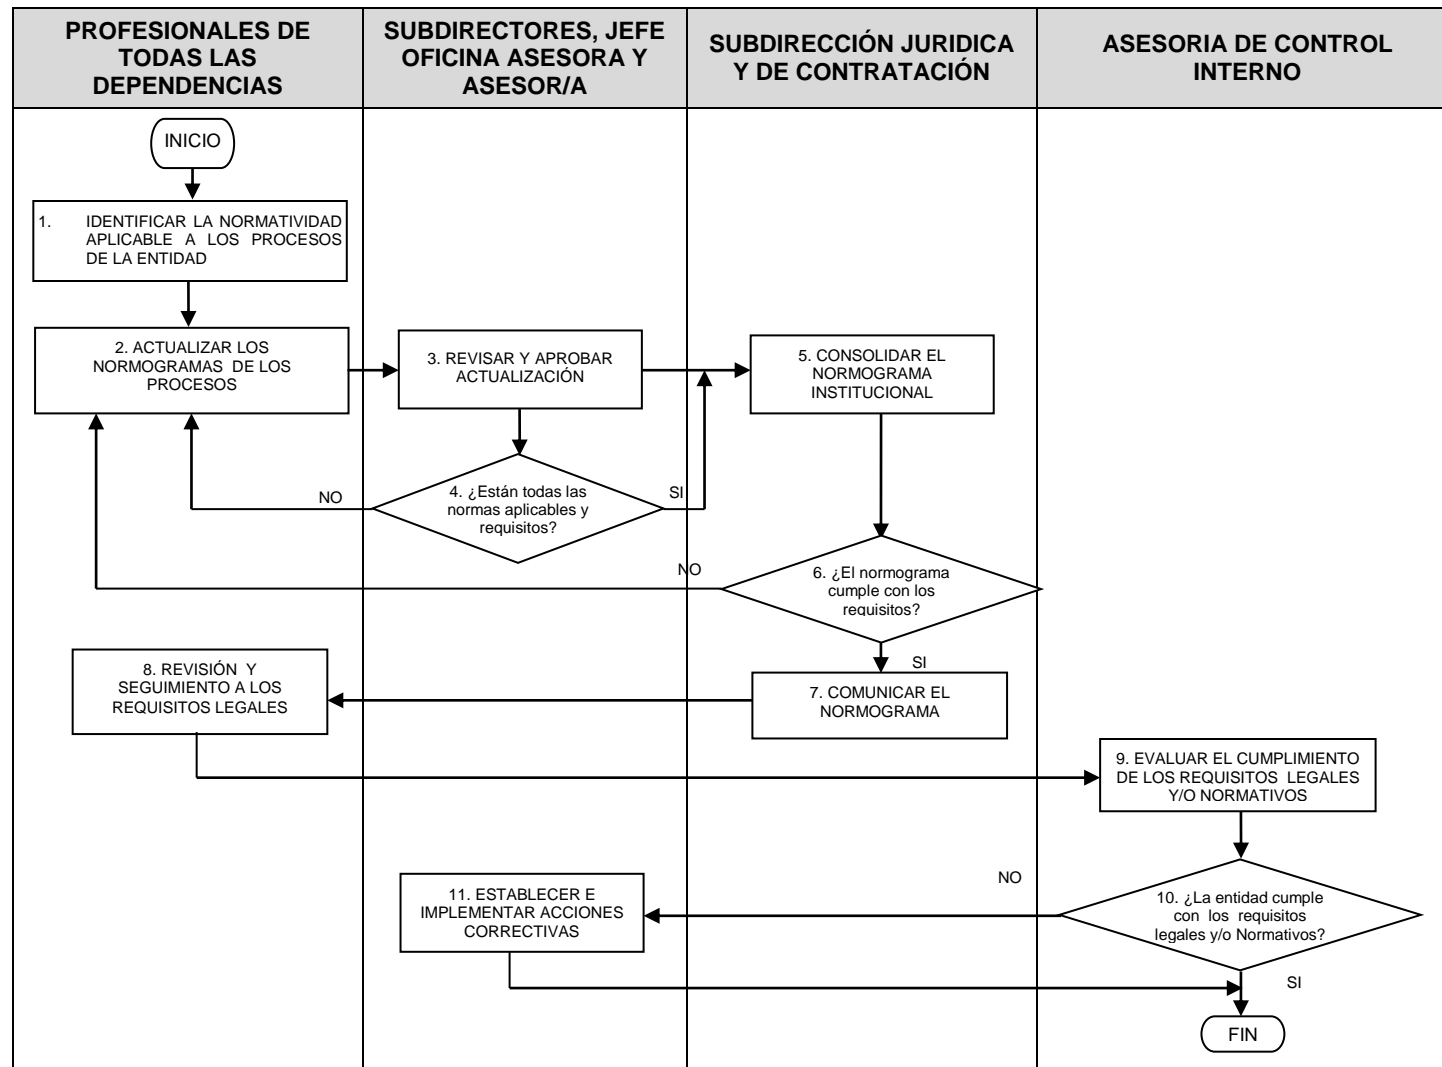 PROFESIONALES DE
TODAS LAS
DEPENDENCIAS
SUBDIRECTORES, JEFE
OFICINA ASESORA Y
ASESOR/A
SUBDIRECCIÓN JURIDICA
Y DE CONTRATACIÓN
ASESORIA DE CONTROL
INTERNO
INICIO
1. IDENTIFICAR LA NORMATIVIDAD
APLICABLE A LOS PROCESOS
DE LA ENTIDAD
2. ACTUALIZAR LOS
NORMOGRAMAS DE LOS
PROCESOS
3. REVISAR Y APROBAR
ACTUALIZACIÓN
5. CONSOLIDAR EL
NORMOGRAMA
INSTITUCIONAL
NO
4. ¿Están todas las
normas aplicables y
requisitos?
SI
NO
6. ¿El normograma
cumple con los
requisitos?
SI
8. REVISIÓN Y
SEGUIMIENTO A LOS
REQUISITOS LEGALES
7. COMUNICAR EL
NORMOGRAMA
9. EVALUAR EL CUMPLIMIENTO
DE LOS REQUISITOS LEGALES
Y/O NORMATIVOS
NO
11. ESTABLECER E
IMPLEMENTAR ACCIONES
CORRECTIVAS
10. ¿La entidad cumple
con los requisitos
legales y/o Normativos?
SI
FIN